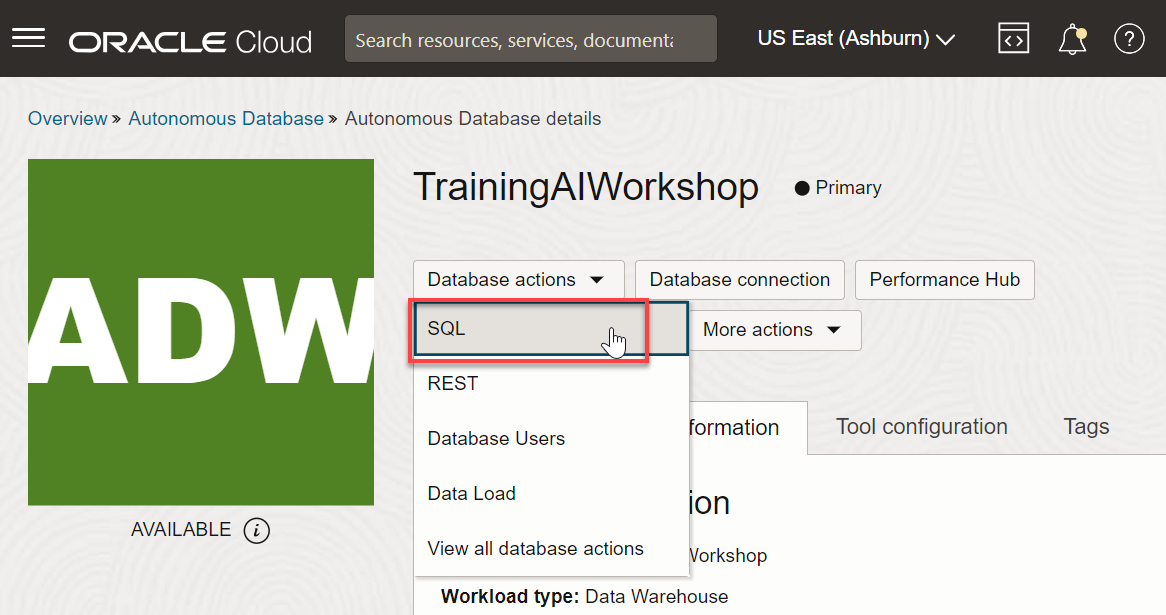 ORACLE Cloud
Search resources, services, documenta
US East (Ashburn)
Overview » Autonomous Database » Autonomous Database details
ADW
AVAILABLE
TrainingAIWorkshop
Primary
Database actions
Database connection
Performance Hub
SQL
More actions
REST
Database Users
Data Load
View all database actions
formation
Tool configuration
Tags
ion
Workshop
Workload type: Data Warehouse